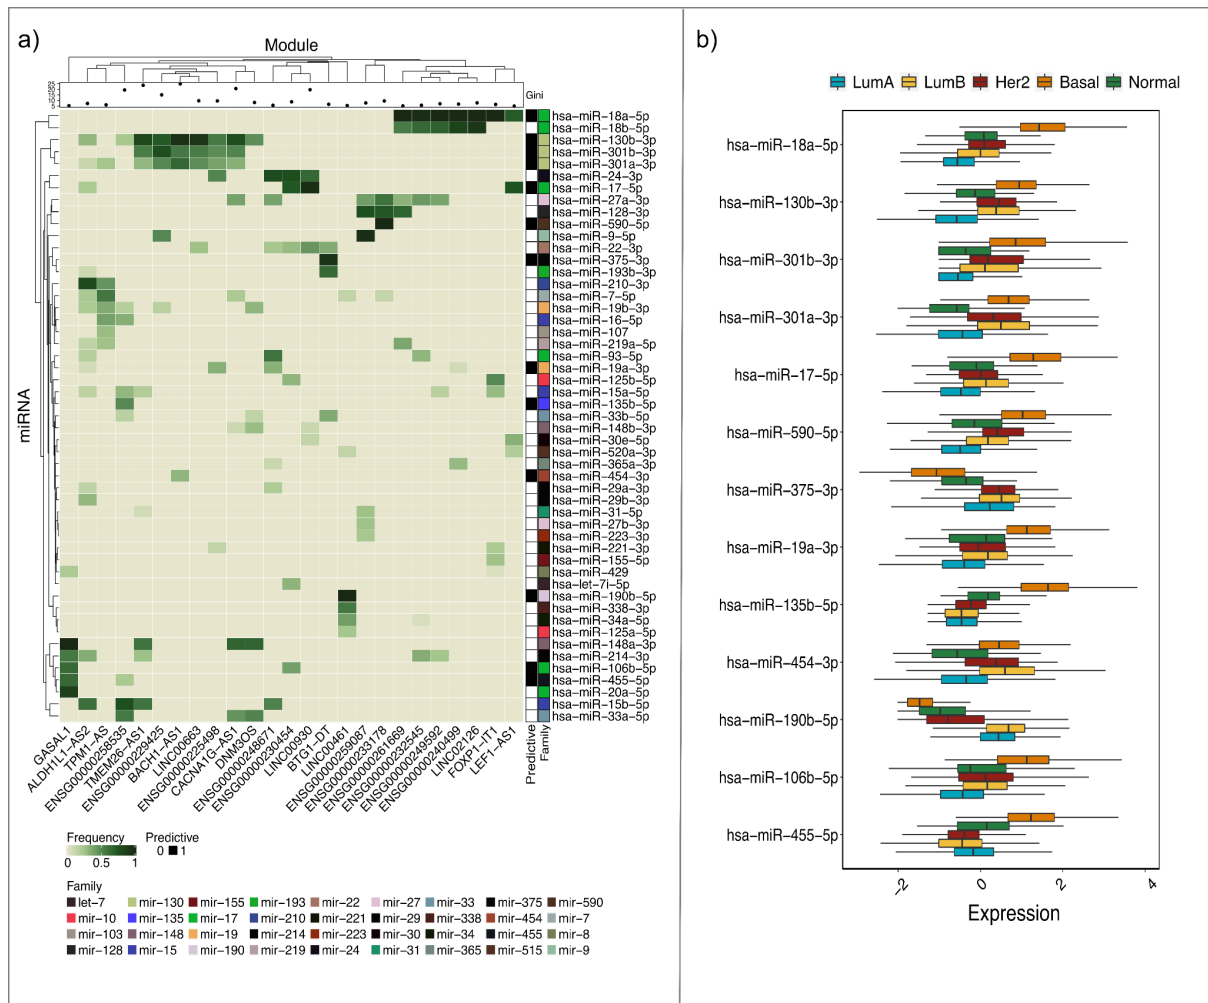 a)
Module
25
20
15
10
5
Gini
miRNA
hsa−miR−18a−5p
hsa−miR−18b−5p
hsa−miR−130b−3p
hsa−miR−301b−3p
hsa−miR−301a−3p
hsa−miR−24−3p
hsa−miR−17−5p
hsa−miR−27a−3p
hsa−miR−128−3p
hsa−miR−590−5p
hsa−miR−9−5p
hsa−miR−22−3p
hsa−miR−375−3p
hsa−miR−193b−3p
hsa−miR−210−3p
hsa−miR−7−5p
hsa−miR−19b−3p
hsa−miR−16−5p
hsa−miR−107
hsa−miR−219a−5p
hsa−miR−93−5p
hsa−miR−19a−3p
hsa−miR−125b−5p
hsa−miR−15a−5p
hsa−miR−135b−5p
hsa−miR−33b−5p
hsa−miR−148b−3p
hsa−miR−30e−5p
hsa−miR−520a−3p
hsa−miR−365a−3p
hsa−miR−454−3p
hsa−miR−29a−3p
hsa−miR−29b−3p
hsa−miR−31−5p
hsa−miR−27b−3p
hsa−miR−223−3p
hsa−miR−221−3p
hsa−miR−155−5p
hsa−miR−429
hsa−let−7i−5p
hsa−miR−190b−5p
hsa−miR−338−3p
hsa−miR−34a−5p
hsa−miR−125a−5p
hsa−miR−148a−3p
hsa−miR−214−3p
hsa−miR−106b−5p
hsa−miR−455−5p
hsa−miR−20a−5p
hsa−miR−15b−5p
hsa−miR−33a−5p
GASAL1
ALDH1L1−AS2
TPM1−AS
ENSG00000258535
TMEM26−AS1
ENSG00000229425
BACH1−AS1
LINC00663
ENSG00000225498
CACNA1G−AS1
DNM3OS
ENSG00000248671
ENSG00000230454
LINC00930
BTG1−DT
LINC00461
ENSG00000259087
ENSG00000233178
ENSG00000261669
ENSG00000232545
ENSG00000249592
ENSG00000240499
LINC02126
FOXP1−IT1
LEF1−AS1
Predictive
Family
Frequency
0 0.5 1
Predictive
0 1
Family
let−7 mir−130 mir−155 mir−193 mir−22 mir−27 mir−33 mir−375 mir−590
mir−10 mir−135 mir−17 mir−210 mir−221 mir−29 mir−338 mir−454 mir−7
mir−103 mir−148 mir−19 mir−214 mir−223 mir−30 mir−34 mir−455 mir−8
mir−128 mir−15 mir−190 mir−219 mir−24 mir−31 mir−365 mir−515 mir−9
b)
LumA LumB Her2 Basal Normal
hsa−miR−18a−5p
hsa−miR−130b−3p
hsa−miR−301b−3p
hsa−miR−301a−3p
hsa−miR−17−5p
hsa−miR−590−5p
hsa−miR−375−3p
hsa−miR−19a−3p
hsa−miR−135b−5p
hsa−miR−454−3p
hsa−miR−190b−5p
hsa−miR−106b−5p
hsa−miR−455−5p
−2 0 2 4
Expression